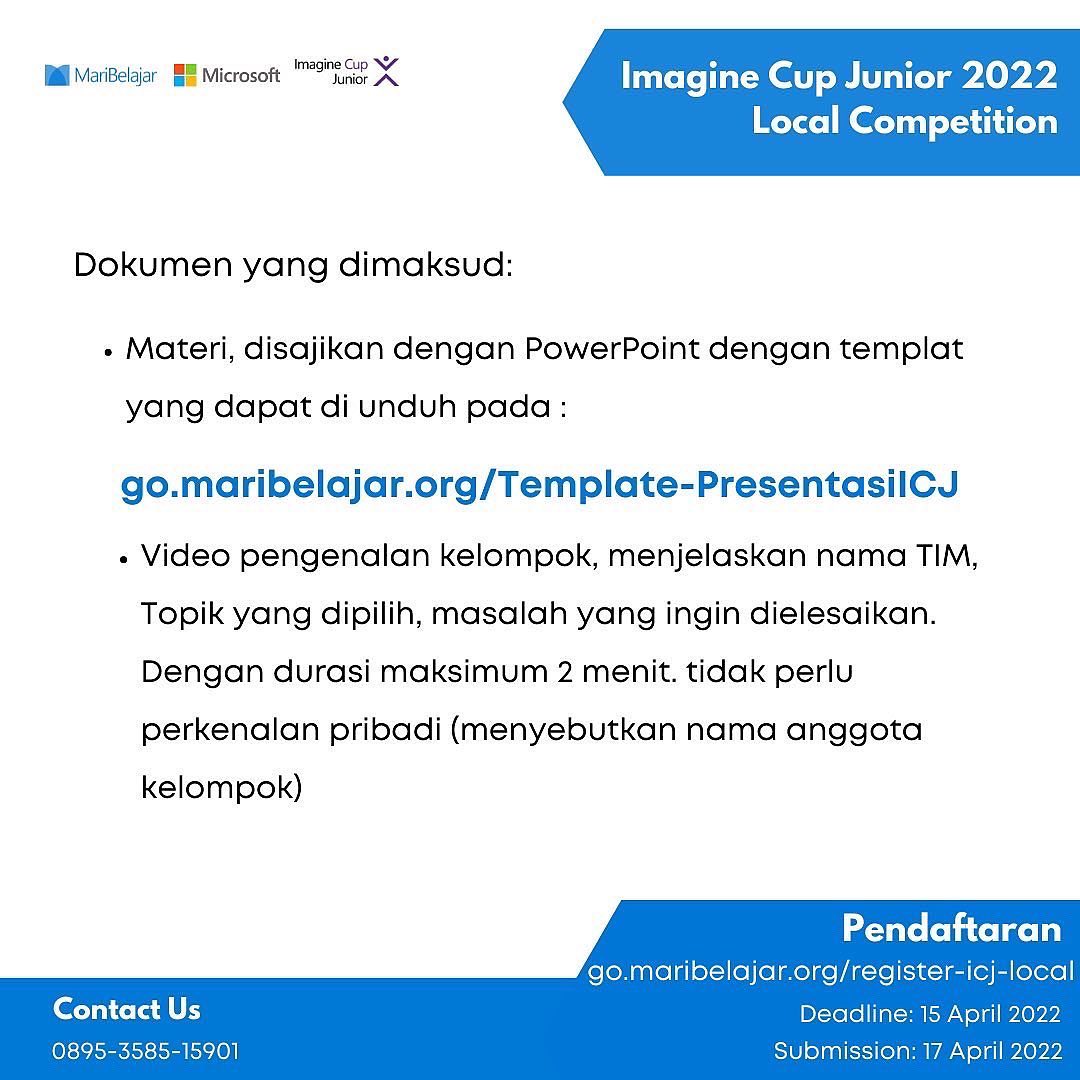 MariBelajar
Microsoft
Imagine Cup
Junior
Imagine Cup Junior 2022
Local Competition
Dokumen yang dimaksud:
• Materi, disajikan dengan PowerPoint dengan templat
yang dapat di unduh pada :
go.maribelajar.org/Template-PresentasiICJ
• Video pengenalan kelompok, menjelaskan nama TIM,
Topik yang dipilih, masalah yang ingin dielesaikan.
Dengan durasi maksimum 2 menit. tidak perlu
perkenalan pribadi (menyebutkan nama anggota
kelompok)
Pendaftaran
go.maribelajar.org/register-icj-local
Deadline: 15 April 2022
Submission: 17 April 2022
Contact Us
0895-3585-15901